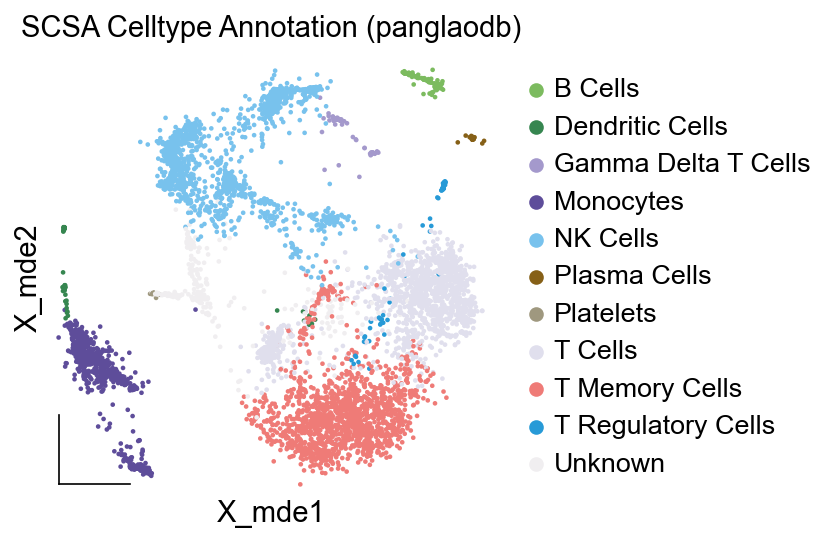 SCSA Celltype Annotation (panglaodb)
B Cells
Dendritic Cells
Gamma Delta T Cells
Monocytes
NK Cells
Plasma Cells
Platelets
T Cells
T Memory Cells
T Regulatory Cells
Unknown
X_mde2
X_mde1